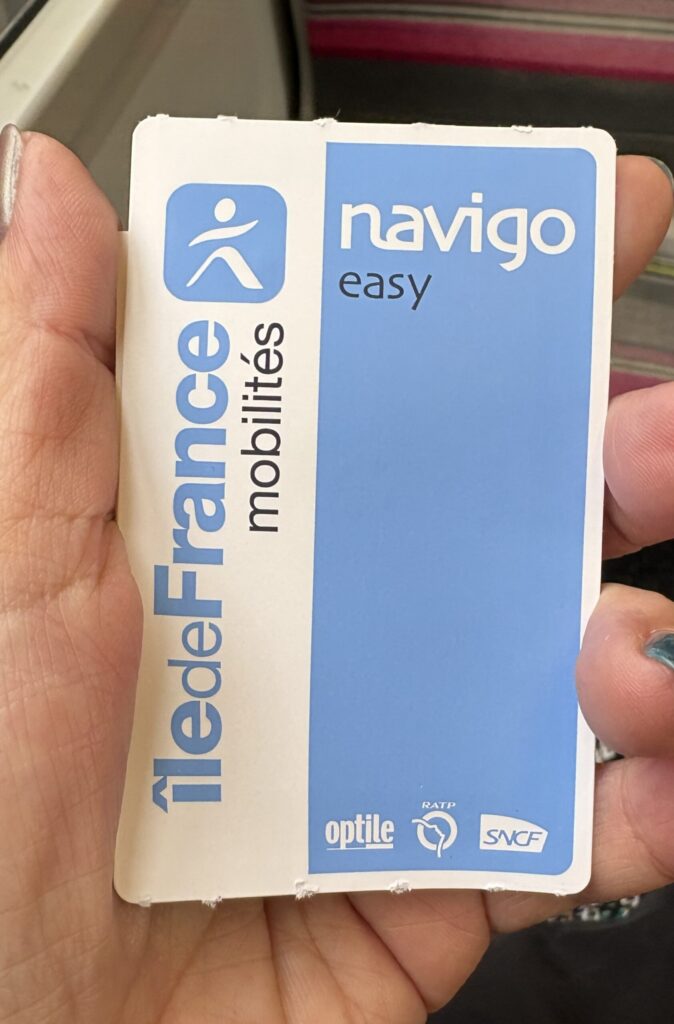 îledeFrance
mobilités
navigo
easy
optile
RATP
SNCF